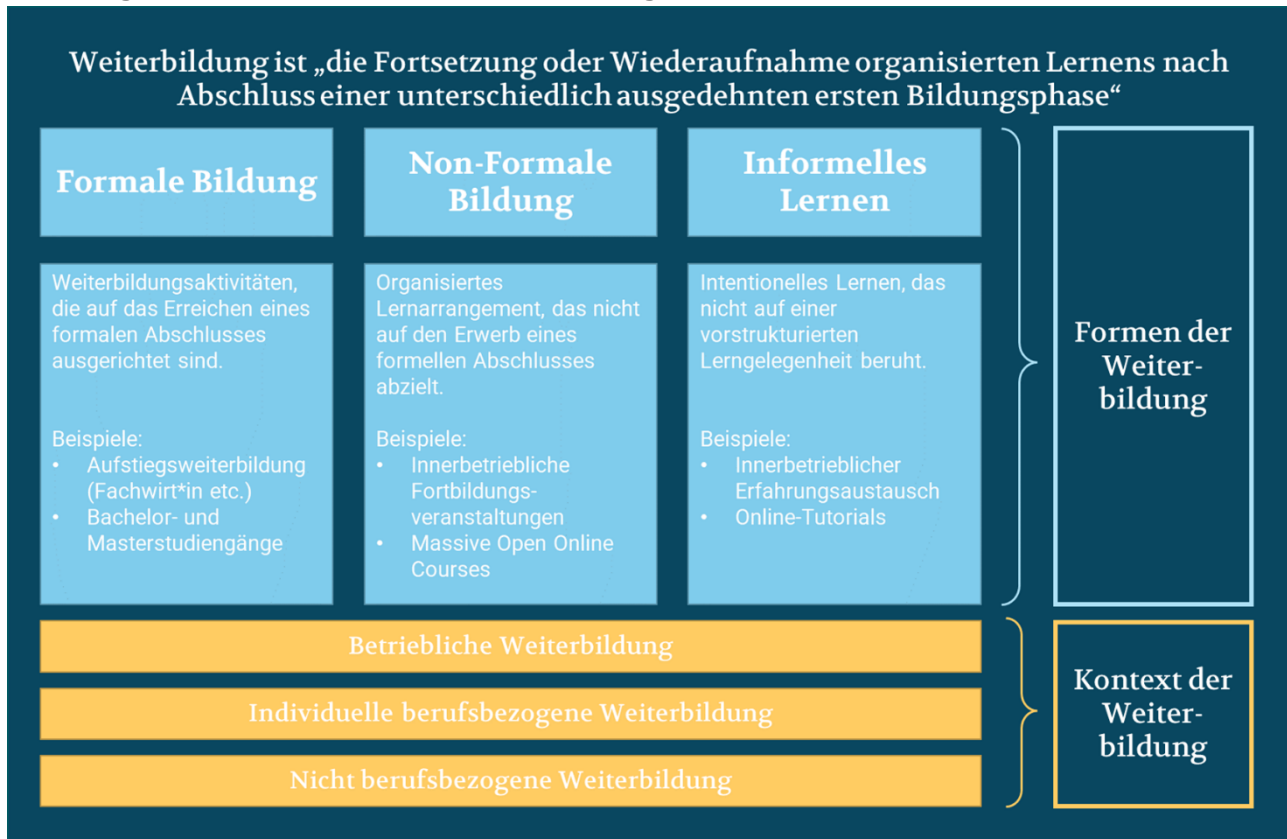 Weiterbildung ist „die Fortsetzung oder Wiederaufnahme organisierten Lernens nach
Abschluss einer unterschiedlich ausgedehnten ersten Bildungsphase“
Formale Bildung
Weiterbildungsaktivitäten,
die auf das Erreichen eines
formalen Abschlusses
ausgerichtet sind.
Beispiele:
• Aufstiegsweiterbildung
(Fachwirt*in etc.)
• Bachelor- und
Masterstudiengänge
Non-Formale
Bildung
Organisiertes
Lernarrangement, das nicht
auf den Erwerb eines
formellen Abschlusses
abzielt.
Beispiele:
• Innerbetriebliche
Fortbildungs-
veranstaltungen
• Massive Open Online
Courses
Informelles
Lernen
Intentionelles Lernen, das
nicht auf einer
vorstrukturierten
Lerngelegenheit beruht.
Beispiele:
• Innerbetrieblicher
Erfahrungsaustausch
• Online-Tutorials
Formen der
Weiter-
bildung
Betriebliche Weiterbildung
Individuelle berufsbezogene Weiterbildung
Nicht berufsbezogene Weiterbildung
Kontext der
Weiter-
bildung